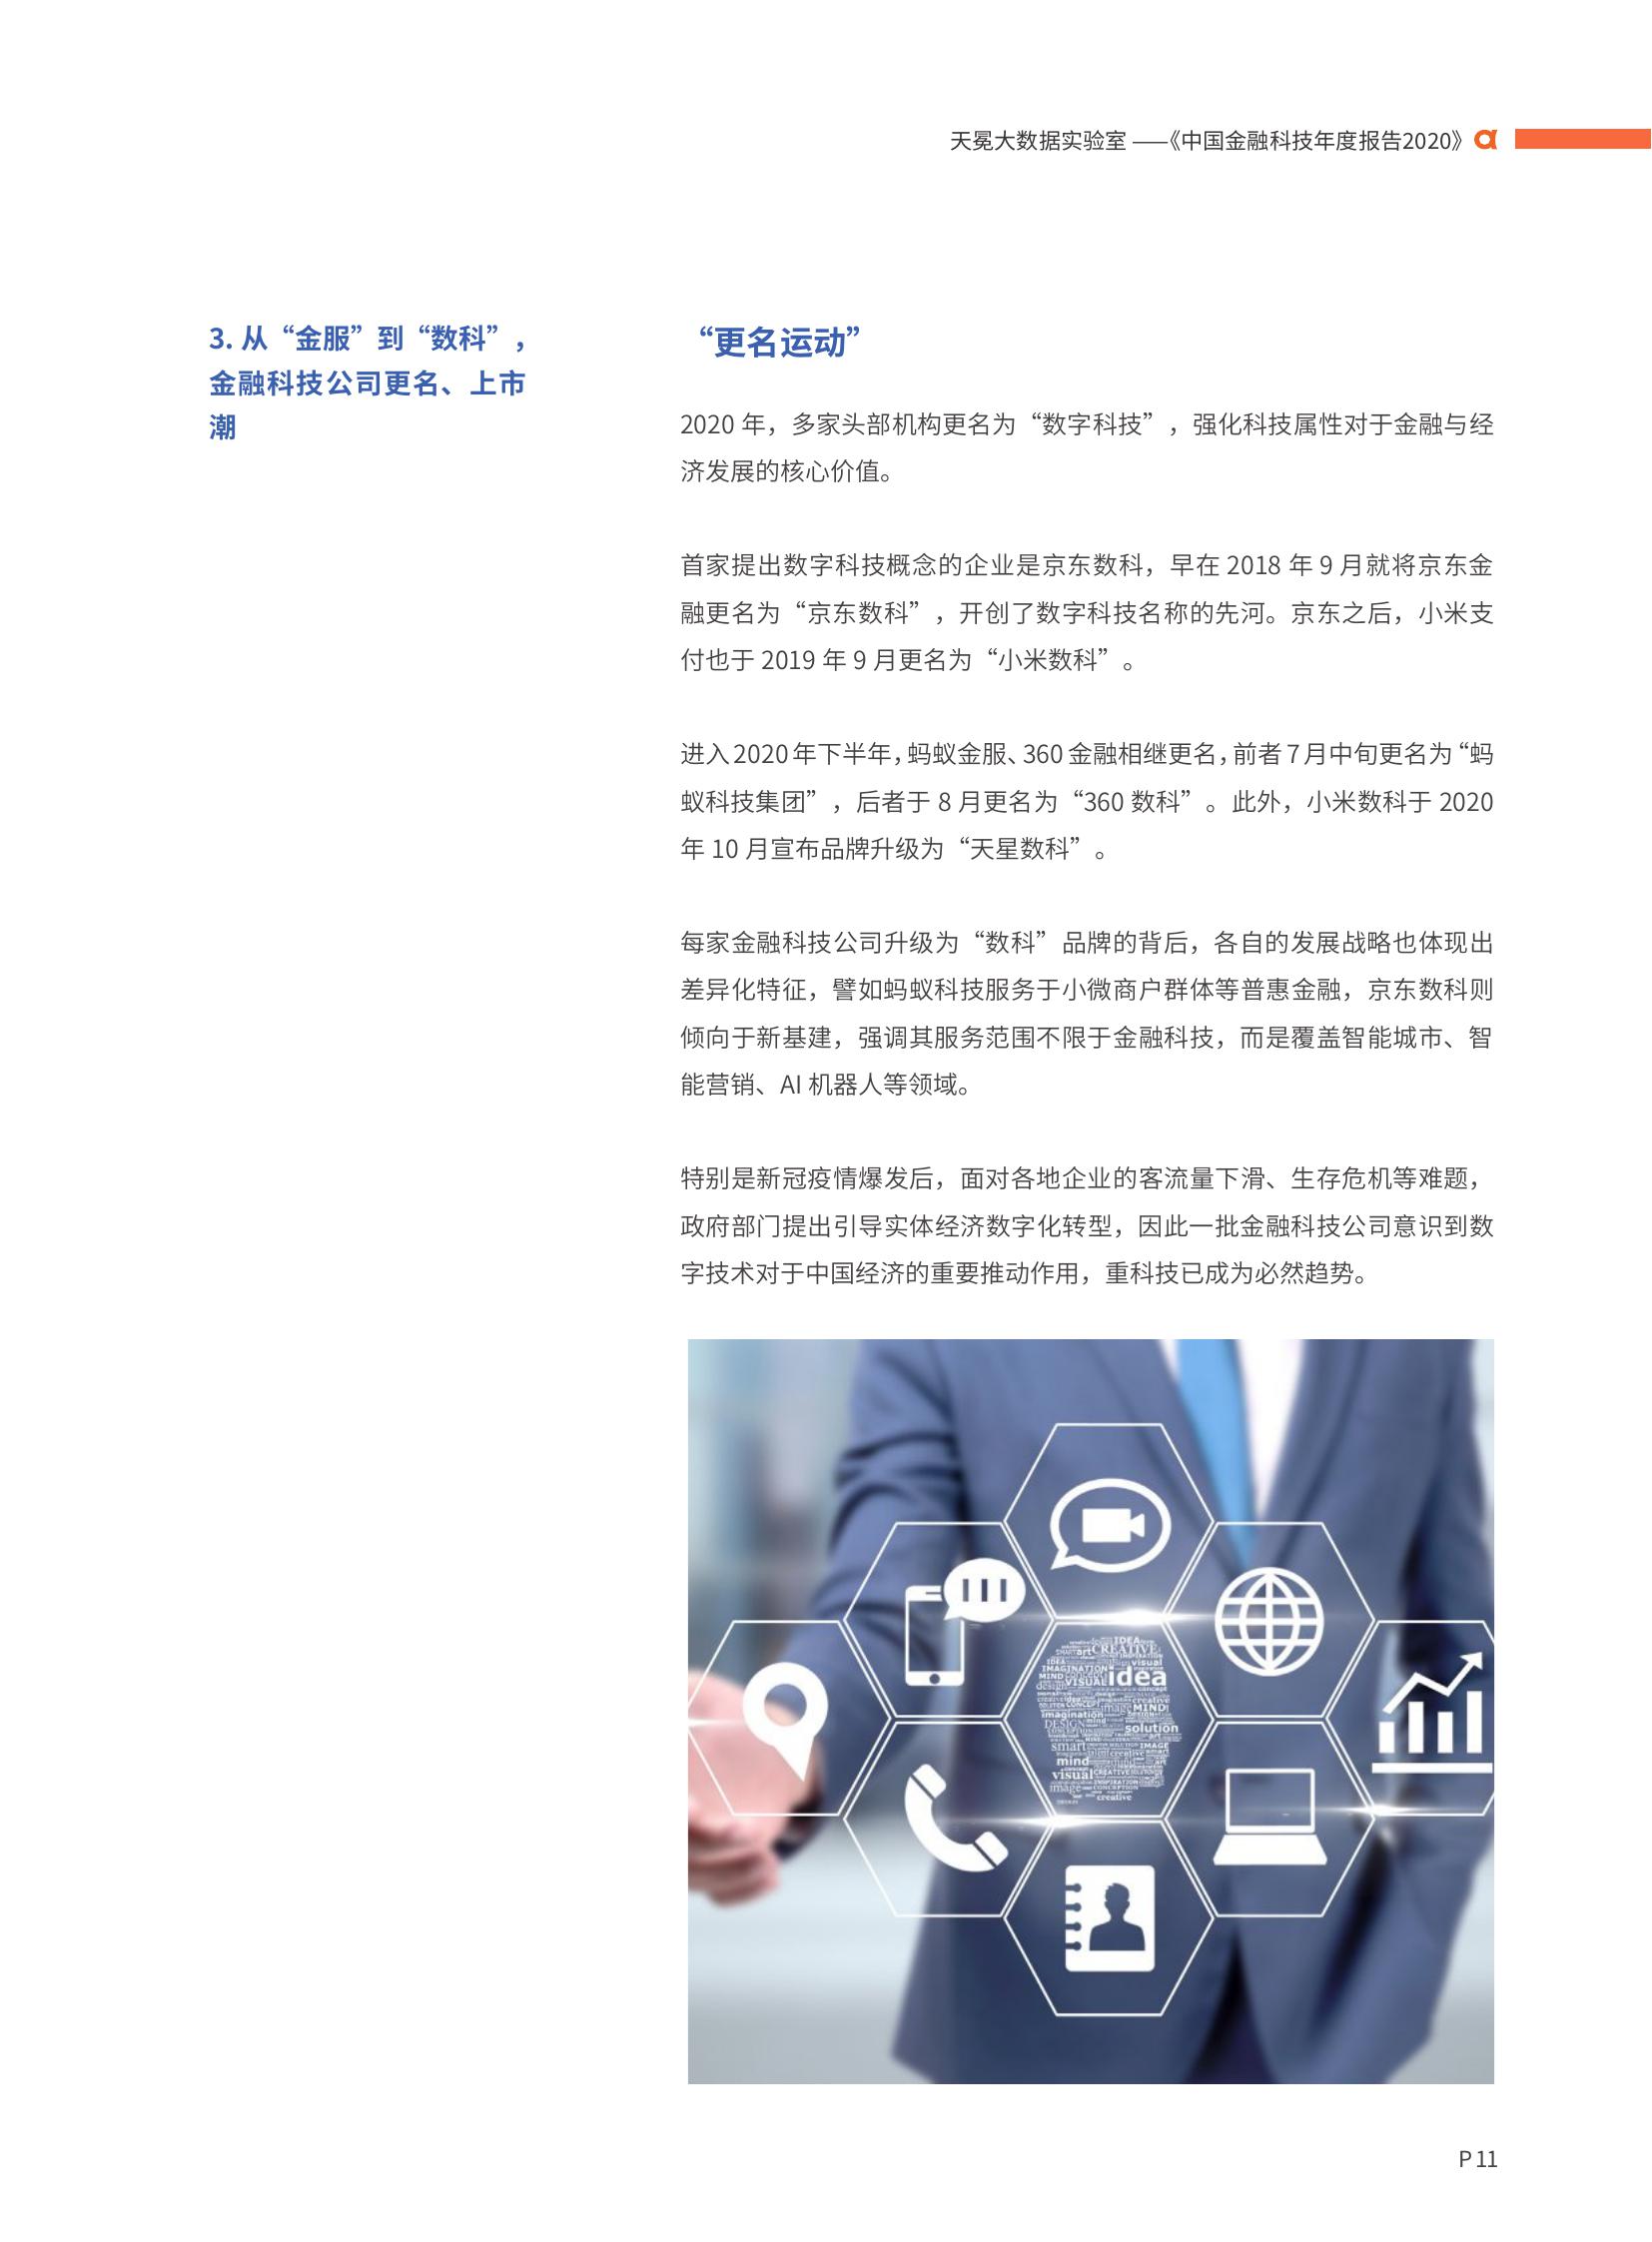 天冕大数据实验室 ——《中国金融科技年度报告2020》
3. 从“金服”到“数科”，
金融科技公司更名、上市
潮
“更名运动”
2020 年，多家头部机构更名为“数字科技”，强化科技属性对于金融与经
济发展的核心价值。
首家提出数字科技概念的企业是京东数科，早在 2018 年 9 月就将京东金
融更名为“京东数科”，开创了数字科技名称的先河。京东之后，小米支
付也于 2019 年 9 月更名为“小米数科”。
进入 2020 年下半年，蚂蚁金服、360 金融相继更名，前者 7 月中旬更名为“蚂
蚁科技集团”，后者于 8 月更名为“360 数科”。此外，小米数科于 2020
年 10 月宣布品牌升级为“天星数科”。
每家金融科技公司升级为“数科”品牌的背后，各自的发展战略也体现出
差异化特征，譬如蚂蚁科技服务于小微商户群体等普惠金融，京东数科则
倾向于新基建，强调其服务范围不限于金融科技，而是覆盖智能城市、智
能营销、AI 机器人等领域。
特别是新冠疫情爆发后，面对各地企业的客流量下滑、生存危机等难题，
政府部门提出引导实体经济数字化转型，因此一批金融科技公司意识到数
字技术对于中国经济的重要推动作用，重科技已成为必然趋势。
IDEA
art CREATIVE
visual
IMAGINATION
MIND VISUAL idea
design
creative
image MIND
imagination
DESIGN
solution
smart IMAGE
mind
visual CREATIVE
image
creative
P 11